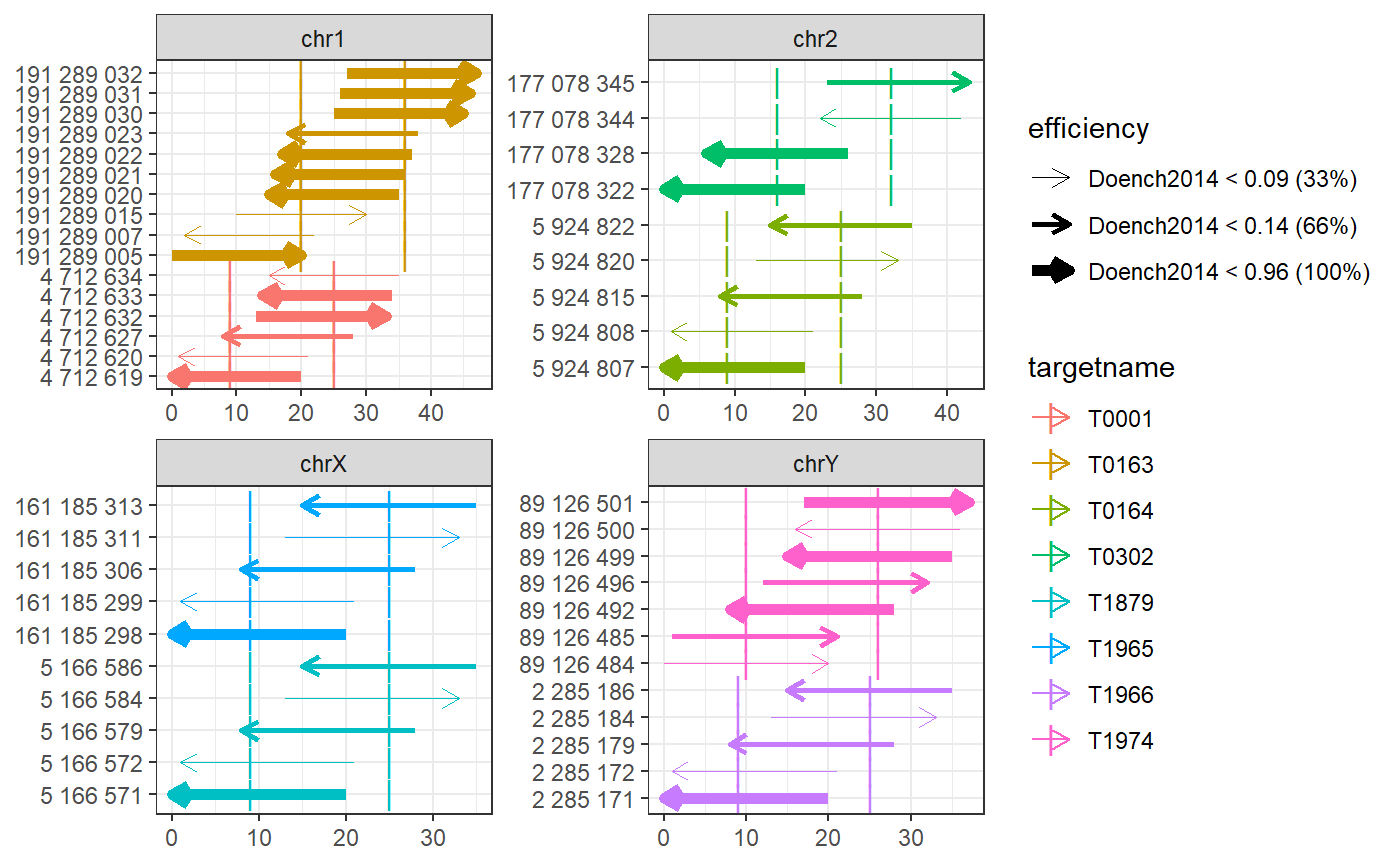 chr1
191 289 032
191 289 031
191 289 030
191 289 023
191 289 022
191 289 021
191 289 020
191 289 015
191 289 007
191 289 005
4 712 634
4 712 633
4 712 632
4 712 627
4 712 620
4 712 619
0 10 20 30 40
chr2
177 078 345
177 078 344
177 078 328
177 078 322
5 924 822
5 924 820
5 924 815
5 924 808
5 924 807
0 10 20 30 40
chrX
161 185 313
161 185 311
161 185 306
161 185 299
161 185 298
5 166 586
5 166 584
5 166 579
5 166 572
5 166 571
0 10 20 30
chrY
89 126 501
89 126 500
89 126 499
89 126 496
89 126 492
89 126 485
89 126 484
2 285 186
2 285 184
2 285 179
2 285 172
2 285 171
0 10 20 30
efficiency
Doench2014 < 0.09 (33%)
Doench2014 < 0.14 (66%)
Doench2014 < 0.96 (100%)
targetname
T0001
T0163
T0164
T0302
T1879
T1965
T1966
T1974